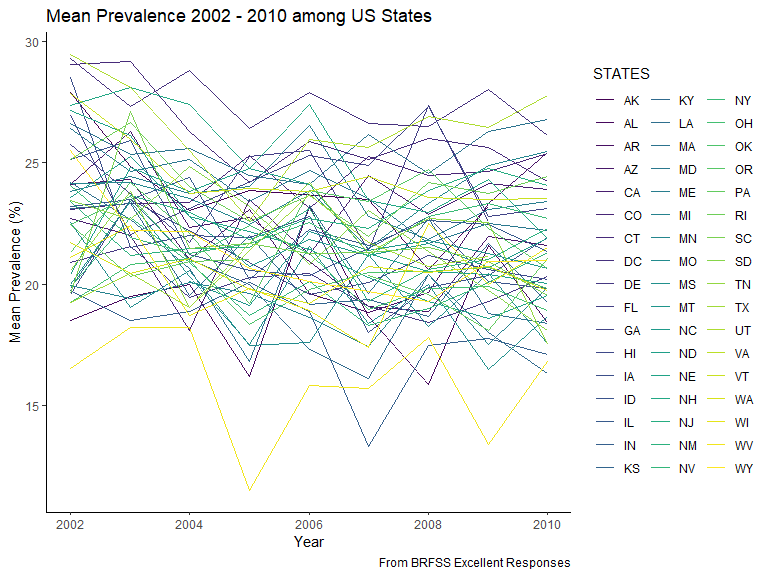 Mean Prevalence 2002 - 2010 among US States
Mean Prevalence (%)
30
25
20
15
2002
2004
2006
2008
2010
Year
From BRFSS Excellent Responses
STATES
AK
AL
AR
AZ
CA
CO
CT
DC
DE
FL
GA
HI
IA
ID
IL
IN
KS
KY
LA
MA
MD
ME
MI
MN
MO
MS
MT
NC
ND
NE
NH
NJ
NM
NV
NY
OH
OK
OR
PA
RI
SC
SD
TN
TX
UT
VA
VT
WA
WI
WV
WY